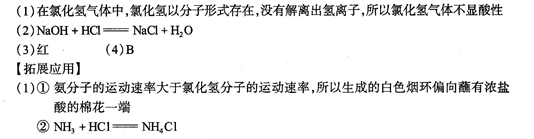 (1)在氯化氢气体中,氯化氢以分子形式存在,没有解离出氢离子,所以氯化氢气体不显酸性
(2)NaOH + HCl══NaCl + H₂O
(3)红 (4)B
【拓展应用】
(1)① 氨分子的运动速率大于氯化氢分子的运动速率,所以生成的白色烟环偏向蘸有浓盐
酸的棉花一端
② NH₃ + HCl══NH₄Cl